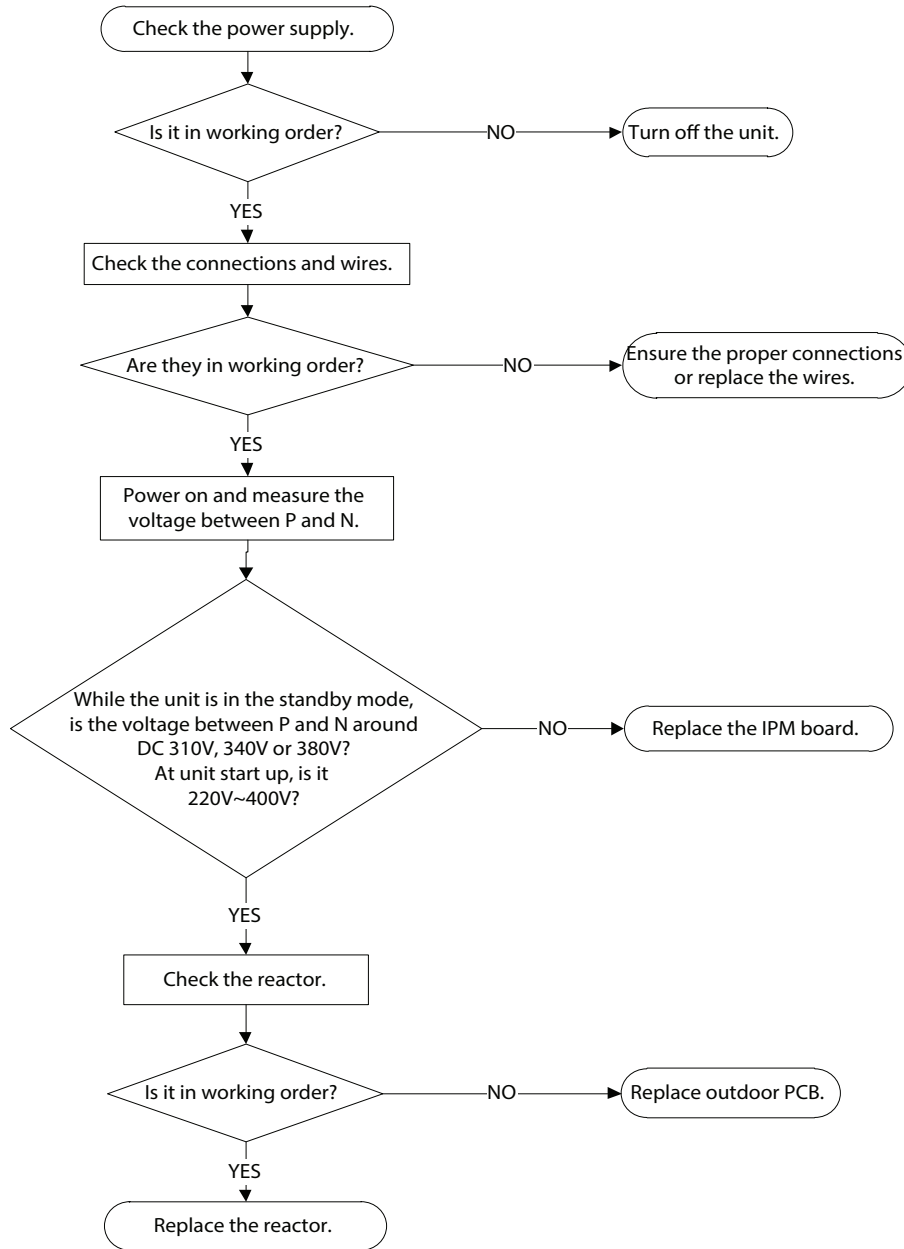 Check the power supply.
Is it in working order?
NO
Turn off the unit.
YES
Check the connections and wires.
Are they in working order?
NO
Ensure the proper connections
or replace the wires.
YES
Power on and measure the
voltage between P and N.
While the unit is in the standby mode,
is the voltage between P and N around
DC 310V, 340V or 380V?
At unit start up, is it
220V~400V?
NO
Replace the IPM board.
YES
Check the reactor.
Is it in working order?
NO
Replace outdoor PCB.
YES
Replace the reactor.